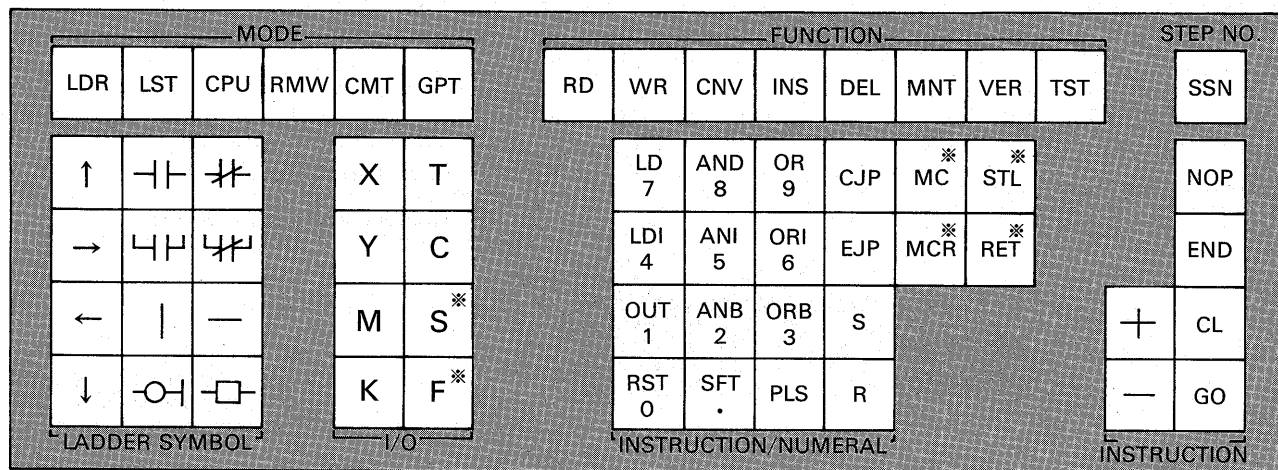 MODE FUNCTION STEP NO.
LDR LST CPU RMW CMT GPT RD WR CNV INS DEL MNT VER TST SSN
↑ X T LD 7 AND 8 OR 9 CJP MC※ STL※ NOP
→ Y C LDI 4 ANI 5 ORI 6 EJP MCR※ RET※ END
← M S※ OUT 1 ANB 2 ORB 3 S + CL
↓ K F※ RST 0 SFT . PLS R — GO
LADDER SYMBOL I/O INSTRUCTION/NUMERAL INSTRUCTION